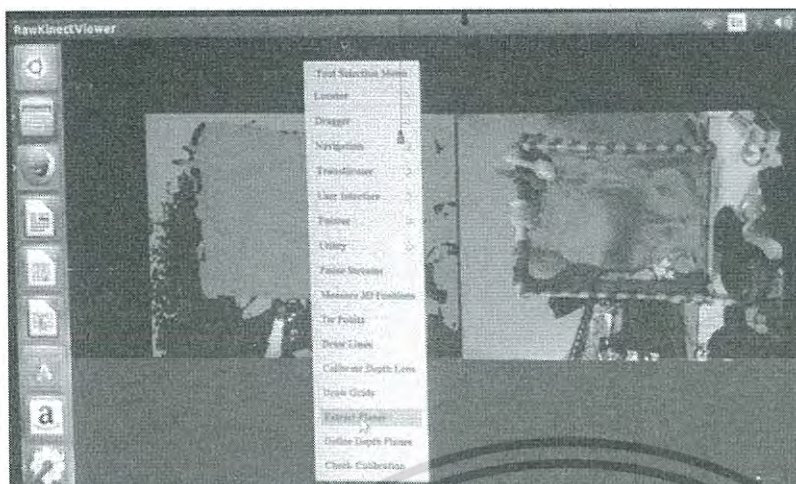 RawKinectViewer
En
Tool Selection Menu
Locator
Dragger
Navigation
Transformer
User Interface
Pointer
Utility
Pause Streams
Measure 3D Positions
Tie Points
Draw Lines
Calibrate Depth Lens
Draw Grids
Extract Planes
Define Depth Planes
Check Calibration
A
a